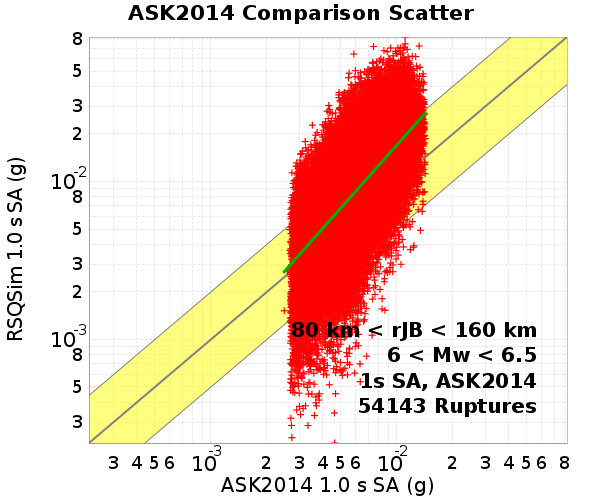 ASK2014 Comparison Scatter
RSQSim 1.0 s SA (g)
8
5
3
2
10-2
8
5
3
2
10-3
8
5
3
80 km < rJB < 160 km
6 < Mw < 6.5
1s SA, ASK2014
54143 Ruptures
3 4 5 6 10-3 2 3 4 5 6 10-2 2 3 4 5 6 8
ASK2014 1.0 s SA (g)